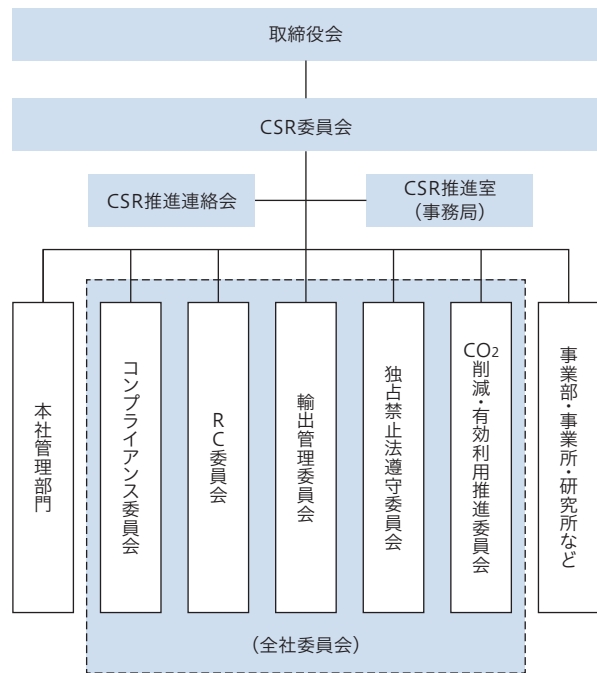 取締役会
CSR委員会
CSR推進連絡会
CSR推進室
(事務局)
本社管理部門
コンプライアンス委員会
RC委員会
輸出管理委員会
独占禁止法遵守委員会
CO2削減・有効利用推進委員会
事業部・事業所・研究所など
(全社委員会)